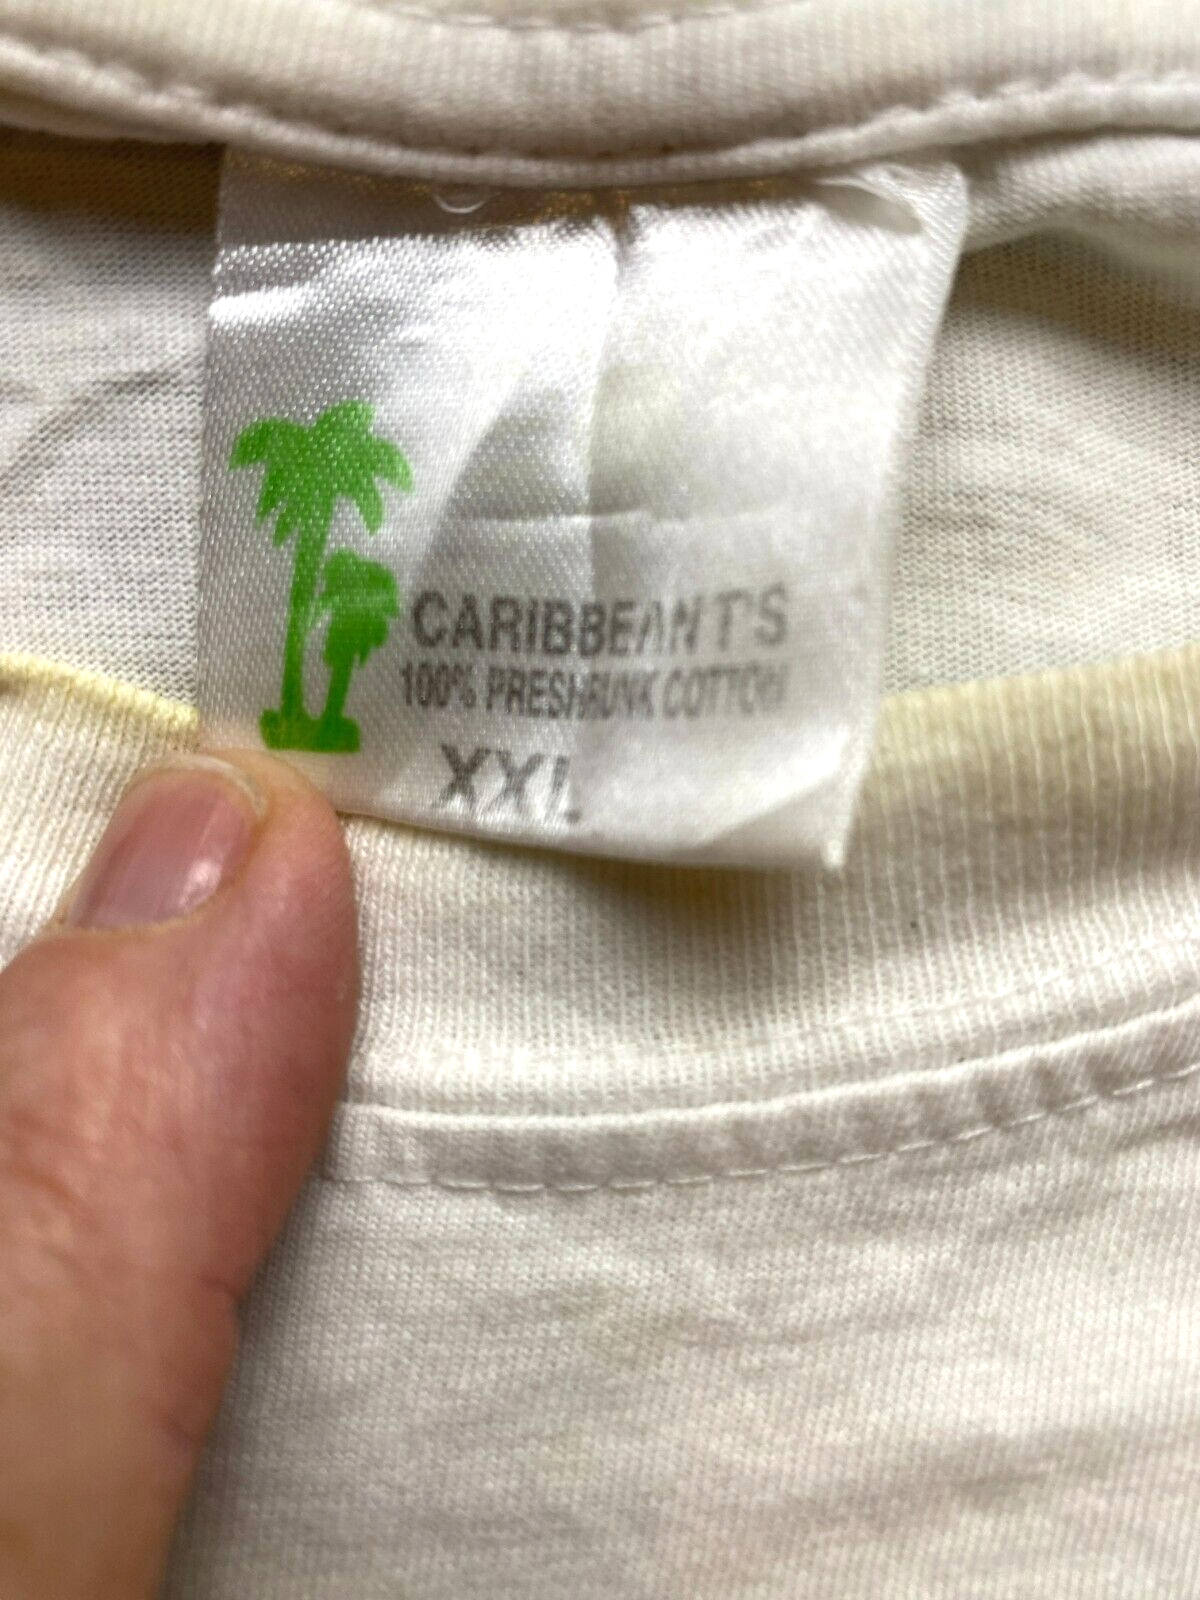 CARIBBEAN T'S
100% PRESHRUNK COTTON
XXL